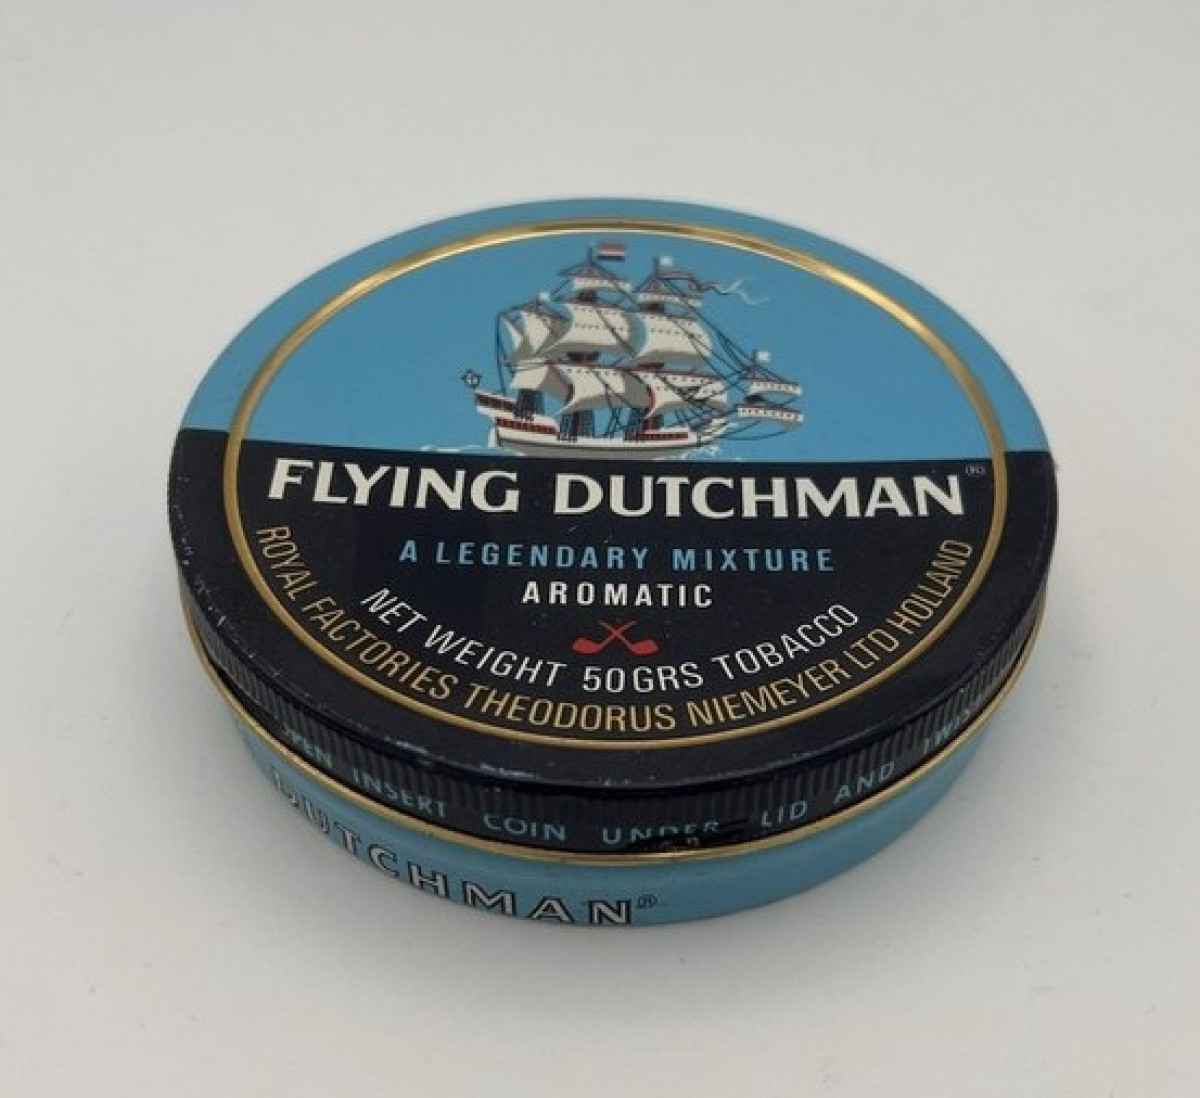 FLYING DUTCHMAN®
A LEGENDARY MIXTURE
AROMATIC
NET WEIGHT 50GRS TOBACCO
ROYAL FACTORIES THEODORUS NIEMEYER LTD HOLLAND
INSERT COIN UNDER LID AND
DUTCHMAN®